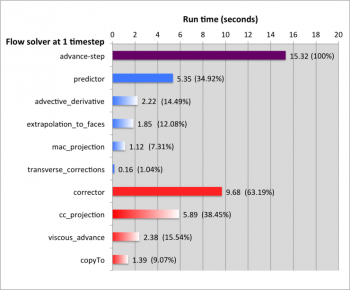 Run time (seconds)
Flow solver at 1 timestep
0 2 4 6 8 10 12 14 16 18 20
advance-step 15.32 (100%)
predictor 5.35 (34.92%)
advective_derivative 2.22 (14.49%)
extrapolation_to_faces 1.85 (12.08%)
mac_projection 1.12 (7.31%)
transverse_corrections 0.16 (1.04%)
corrector 9.68 (63.19%)
cc_projection 5.89 (38.45%)
viscous_advance 2.38 (15.54%)
copyTo 1.39 (9.07%)